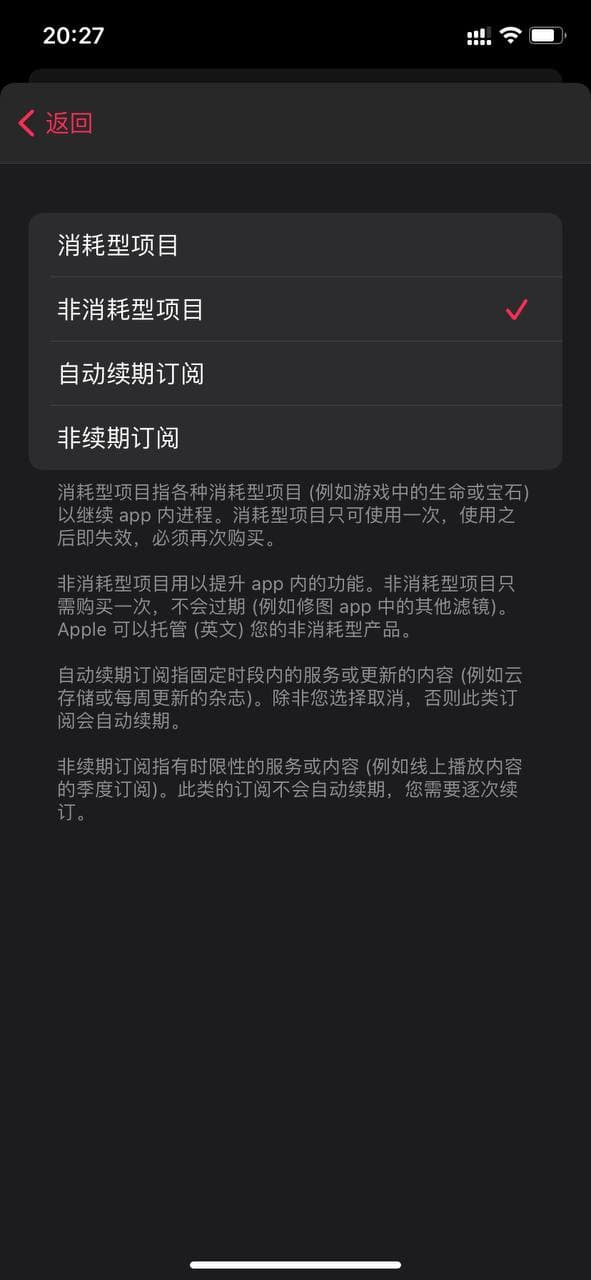 20:27
返回
消耗型项目
非消耗型项目
自动续期订阅
非续期订阅
消耗型项目指各种消耗型项目 (例如游戏中的生命或宝石)
以继续 app 内进程。消耗型项目只可使用一次，使用之
后即失效，必须再次购买。
非消耗型项目用以提升 app 内的功能。非消耗型项目只
需购买一次，不会过期 (例如修图 app 中的其他滤镜)。
Apple 可以托管 (英文) 您的非消耗型产品。
自动续期订阅指固定时段内的服务或更新的内容 (例如云
存储或每周更新的杂志)。除非您选择取消，否则此类订
阅会自动续期。
非续期订阅指有时限性的服务或内容 (例如线上播放内容
的季度订阅)。此类的订阅不会自动续期，您需要逐次续
订。